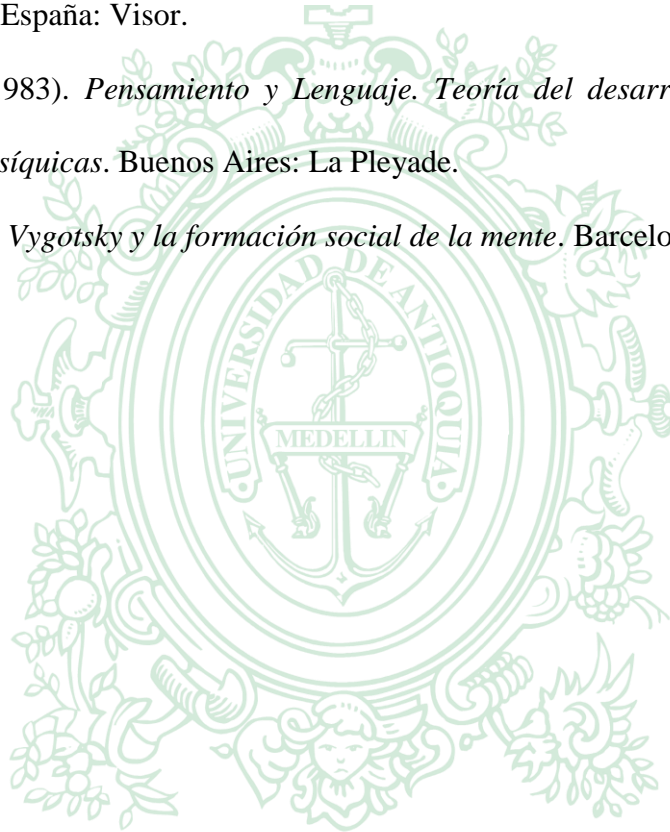 España: Visor.
983). Pensamiento y Lenguaje. Teoría del desarr
síquicas. Buenos Aires: La Pleyade.
Vygotsky y la formación social de la mente. Barcelo
UNIVERSIDAD DE ANTIOQUIA
MEDELLIN